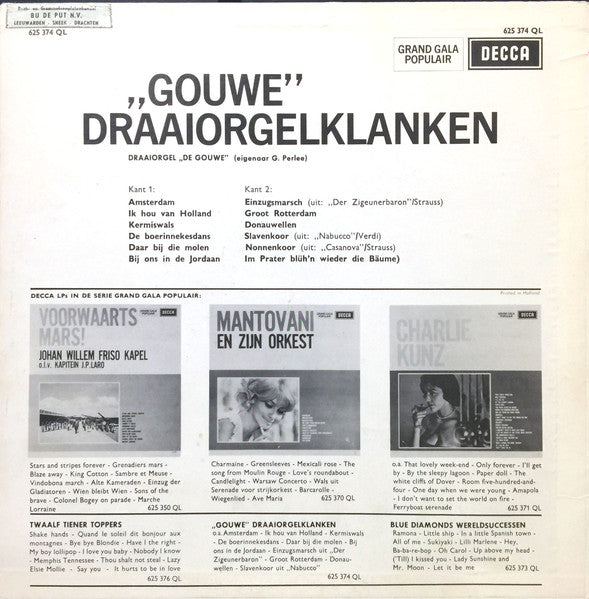 BIJ DE PUT N.V.
LEEUWARDEN - SNEEK - DRACHTEN
625 374 QL
625 374 QL
GRAND GALA
POPULAIR
DECCA
„GOUWE”
DRAAIORGELKLANKEN
DRAAIORGEL „DE GOUWE” (eigenaar G. Perlee)
Kant 1:
Amsterdam
Ik hou van Holland
Kermiswals
De boerinnekesdans
Daar bij die molen
Bij ons in de Jordaan
Kant 2:
Einzugsmarsch (uit: „Der Zigeunerbaron”/Strauss)
Groot Rotterdam
Donauwellen
Slavenkoor (uit: „Nabucco”/Verdi)
Nonnenkoor (uit: „Casanova”/Strauss)
Im Prater blüh'n wieder die Bäume)
DECCA LPs IN DE SERIE GRAND GALA POPULAIR:
Printed in Holland
VOORWAARTS
MARS!
DECCA
JOHAN WILLEM FRISO KAPEL
o.l.v. KAPITEIN J.P. LARO
MANTOVANI
EN ZIJN ORKEST
DECCA
CHARLIE
KUNZ
DECCA
Stars and stripes forever - Grenadiers mars -
Blaze away - King Cotton - Sambre et Meuse -
Vindobona march - Alte Kameraden - Einzug der
Gladiatoren - Wien bleibt Wien - Sons of the
brave - Colonel Bogey on parade - Marche
Lorraine
625 350 QL
Charmaine - Greensleeves - Mexicali rose - The
song from Moulin Rouge - Love's roundabout -
Candlelight - Warsaw Concerto - Wals uit
Serenade voor strijkorkest - Barcarolle -
Wiegenlied - Ave Maria
625 370 QL
o.a. That lovely week-end - Only forever - I'll get
by - By the sleepy lagoon - Paper doll - The
white cliffs of Dover - Room five-hundred-and-
four - One day when we were young - Amapola
- I don't want to set the world on fire -
Ferryboat serenade
625 371 QL
TWAALF TIENER TOPPERS
Shake hands - Quand le soleil dit bonjour aux
montagnes - Bye bye Blondie - Have I the right -
My boy lollipop - I love you baby - Nobody I know
- Memphis Tennessee - Thou shalt not steal - Lazy
Elsie Mollie - Say you - It hurts to be in love
625 376 QL
„GOUWE” DRAAIORGELKLANKEN
o.a. Amsterdam - Ik hou van Holland - Kermiswals
- De boerinnekesdans - Daar bij die molen - Bij
ons in de Jordaan - Einzugsmarsch uit „Der
Zigeunerbaron” - Groot Rotterdam - Donau-
wellen - Slavenkoor uit „Nabucco”
625 374 QL
BLUE DIAMONDS WERELDSUCCESSEN
Ramona - Little ship - In a little Spanish town -
All of me - Sukiyaki - Lilli Marlene - Hey,
Ba-ba-re-bop - Oh Carol - Up above my head -
('Till) I kissed you - Lady Sunshine and
Mr. Moon - Let it be me
625 373 QL